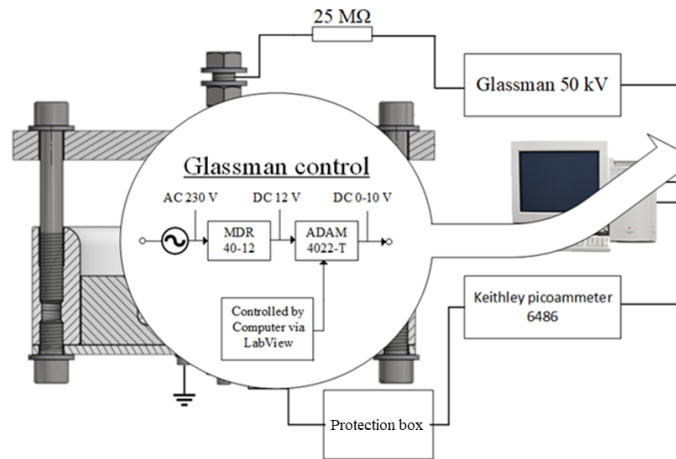 25 MΩ
Glassman 50 kV
Glassman control
AC 230 V
DC 12 V
DC 0-10 V
MDR
40-12
ADAM
4022-T
Controlled by
Computer via
LabView
Keithley picoammeter
6486
Protection box